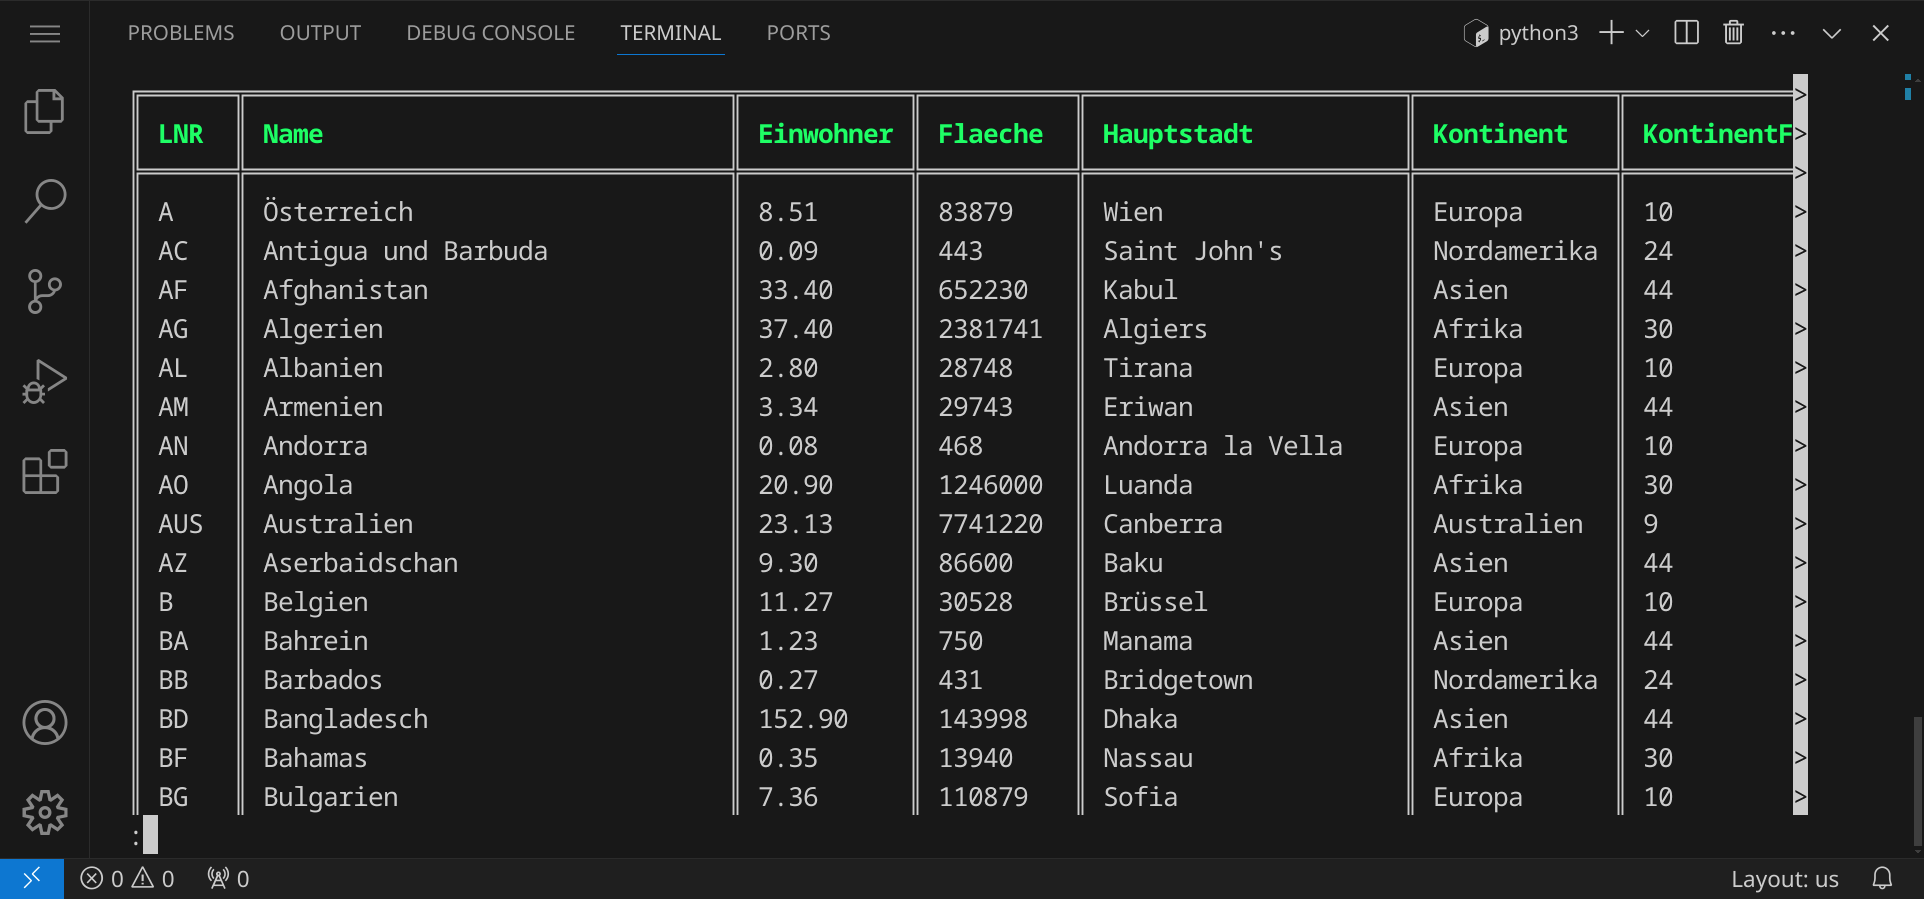 PROBLEMS OUTPUT DEBUG CONSOLE TERMINAL PORTS python3
LNR Name Einwohner Flaeche Hauptstadt Kontinent KontinentF>
A Österreich 8.51 83879 Wien Europa 10 >
AC Antigua und Barbuda 0.09 443 Saint John's Nordamerika 24 >
AF Afghanistan 33.40 652230 Kabul Asien 44 >
AG Algerien 37.40 2381741 Algiers Afrika 30 >
AL Albanien 2.80 28748 Tirana Europa 10 >
AM Armenien 3.34 29743 Eriwan Asien 44 >
AN Andorra 0.08 468 Andorra la Vella Europa 10 >
AO Angola 20.90 1246000 Luanda Afrika 30 >
AUS Australien 23.13 7741220 Canberra Australien 9 >
AZ Aserbaidschan 9.30 86600 Baku Asien 44 >
B Belgien 11.27 30528 Brüssel Europa 10 >
BA Bahrein 1.23 750 Manama Asien 44 >
BB Barbados 0.27 431 Bridgetown Nordamerika 24 >
BD Bangladesch 152.90 143998 Dhaka Asien 44 >
BF Bahamas 0.35 13940 Nassau Afrika 30 >
BG Bulgarien 7.36 110879 Sofia Europa 10 >
:
0 0 0 Layout: us